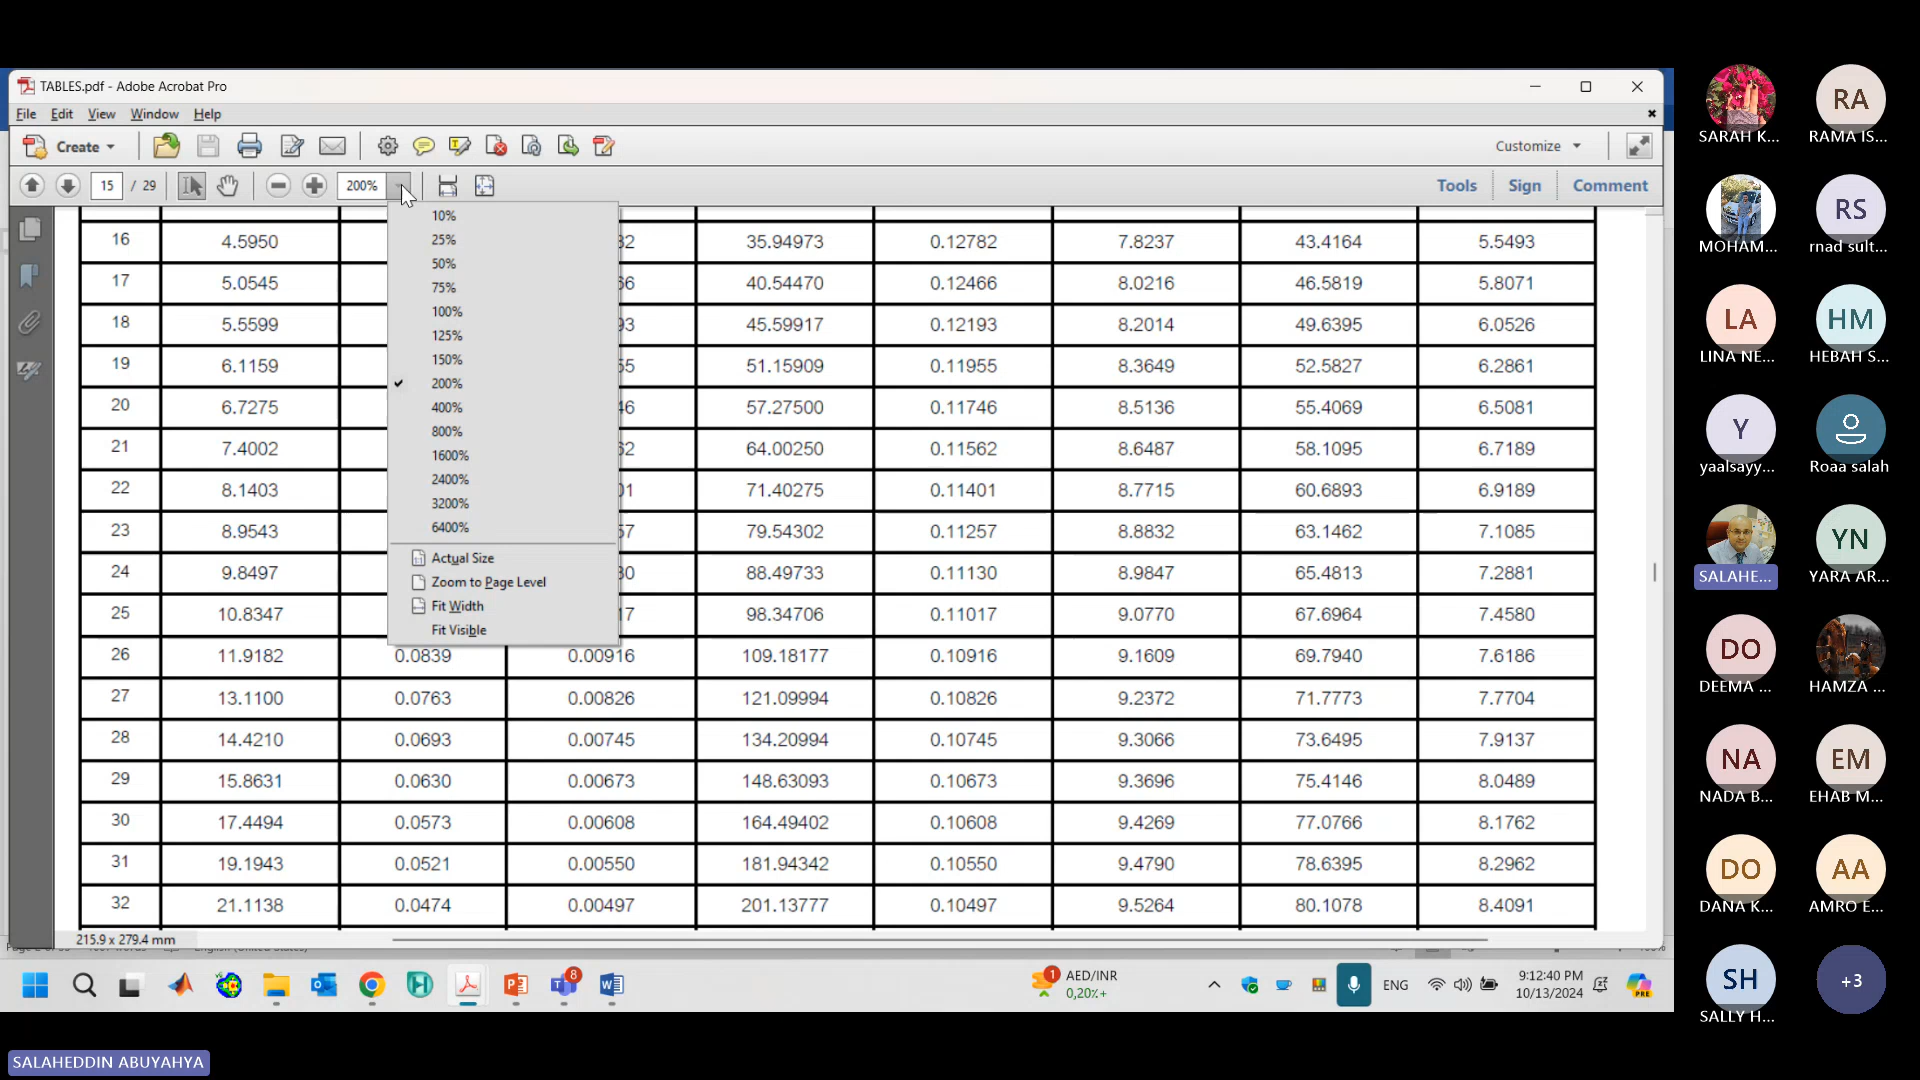 TABLES.pdf - Adobe Acrobat Pro
File Edit View Window Help
Create
Customize
15 / 29
200%
Tools Sign Comment
10%
25%
50%
75%
100%
125%
150%
200%
400%
800%
1600%
2400%
3200%
6400%
Actual Size
Zoom to Page Level
Fit Width
Fit Visible
16 4.5950 32 35.94973 0.12782 7.8237 43.4164 5.5493
17 5.0545 66 40.54470 0.12466 8.0216 46.5819 5.8071
18 5.5599 93 45.59917 0.12193 8.2014 49.6395 6.0526
19 6.1159 55 51.15909 0.11955 8.3649 52.5827 6.2861
20 6.7275 46 57.27500 0.11746 8.5136 55.4069 6.5081
21 7.4002 62 64.00250 0.11562 8.6487 58.1095 6.7189
22 8.1403 01 71.40275 0.11401 8.7715 60.6893 6.9189
23 8.9543 57 79.54302 0.11257 8.8832 63.1462 7.1085
24 9.8497 30 88.49733 0.11130 8.9847 65.4813 7.2881
25 10.8347 17 98.34706 0.11017 9.0770 67.6964 7.4580
26 11.9182 0.0839 0.00916 109.18177 0.10916 9.1609 69.7940 7.6186
27 13.1100 0.0763 0.00826 121.09994 0.10826 9.2372 71.7773 7.7704
28 14.4210 0.0693 0.00745 134.20994 0.10745 9.3066 73.6495 7.9137
29 15.8631 0.0630 0.00673 148.63093 0.10673 9.3696 75.4146 8.0489
30 17.4494 0.0573 0.00608 164.49402 0.10608 9.4269 77.0766 8.1762
31 19.1943 0.0521 0.00550 181.94342 0.10550 9.4790 78.6395 8.2962
32 21.1138 0.0474 0.00497 201.13777 0.10497 9.5264 80.1078 8.4091
215.9 x 279.4 mm
1 AED/INR
0,20%+
8
ENG
9:12:40 PM
10/13/2024
PRE
SALAHEDDIN ABUYAHYA
SARAH K...
RA
RAMA IS...
MOHAM...
RS
rnad sult...
LA
LINA NE...
HM
HEBAH S...
Y
yaalsayy...
Roaa salah
SALAHE...
YN
YARA AR...
DO
DEEMA ...
HAMZA ...
NA
NADA B...
EM
EHAB M...
DO
DANA K...
AA
AMRO E...
SH
SALLY H...
+3